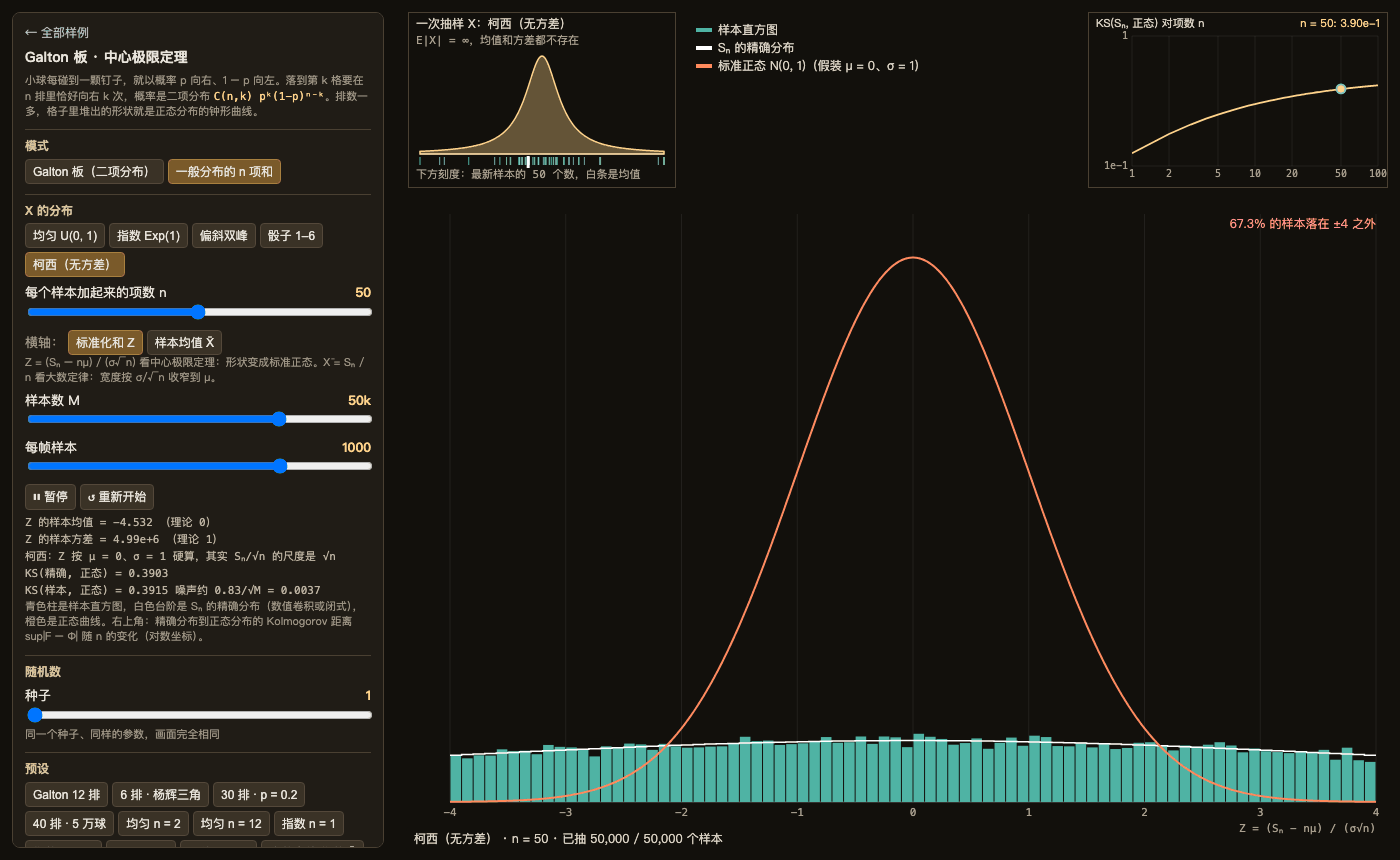 ← 全部样例
Galton 板 · 中心极限定理
小球每碰到一颗钉子，就以概率 p 向右、1 − p 向左。落到第 k 格要在
n 排里恰好向右 k 次，概率是二项分布 C(n,k) pᵏ(1−p)ⁿ⁻ᵏ。排数一
多，格子里堆出的形状就是正态分布的钟形曲线。
模式
Galton 板（二项分布）
一般分布的 n 项和
X 的分布
均匀 U(0, 1)
指数 Exp(1)
偏斜双峰
骰子 1–6
柯西（无方差）
每个样本加起来的项数 n
50
横轴：
标准化和 Z
样本均值 X̄
Z = (Sₙ − nμ) / (σ√n) 看中心极限定理：形状变成标准正态。X̄ = Sₙ /
n 看大数定律：宽度按 σ/√n 收窄到 μ。
样本数 M
50k
每帧样本
1000
⏸ 暂停
↺ 重新开始
Z 的样本均值 = −4.532 （理论 0）
Z 的样本方差 = 4.99e+6 （理论 1）
柯西：Z 按 μ = 0、σ = 1 硬算，其实 Sₙ/√n 的尺度是 √n
KS(精确, 正态) = 0.3903
KS(样本, 正态) = 0.3915 噪声约 0.83/√M = 0.0037
青色柱是样本直方图，白色台阶是 Sₙ 的精确分布（数值卷积或闭式），
橙色是正态曲线。右上角：精确分布到正态分布的 Kolmogorov 距离
sup|F − Φ| 随 n 的变化（对数坐标）。
随机数
种子
1
同一个种子、同样的参数，画面完全相同
预设
Galton 12 排
6 排 · 杨辉三角
30 排 · p = 0.2
40 排 · 5 万球
均匀 n = 2
均匀 n = 12
指数 n = 1
一次抽样 X：柯西（无方差）
E|X| = ∞，均值和方差都不存在
下方刻度：最新样本的 50 个数，白条是均值
样本直方图
Sₙ 的精确分布
标准正态 N(0, 1)（假装 μ = 0、σ = 1）
KS(Sₙ, 正态) 对项数 n
n = 50: 3.90e−1
1
1e−1
1 2 5 10 20 50 100
67.3% 的样本落在 ±4 之外
−4 −3 −2 −1 0 1 2 3 4
Z = (Sₙ − nμ) / (σ√n)
柯西（无方差） · n = 50 · 已抽 50,000 / 50,000 个样本